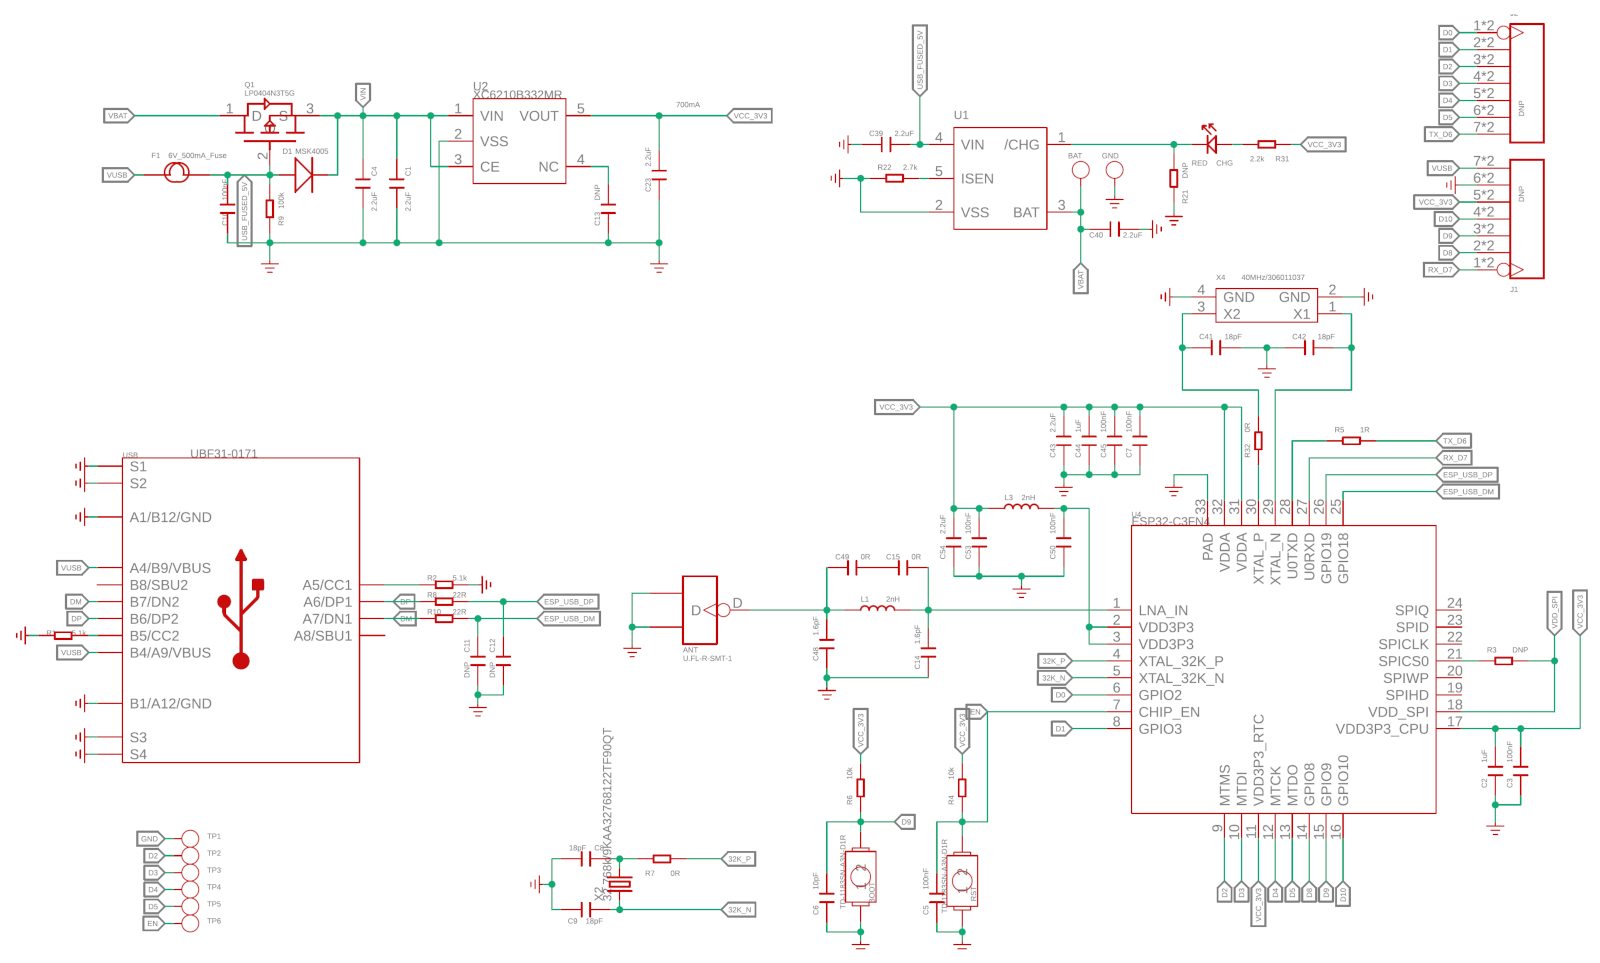 Q1
LP0404N3T5G
VBAT
1
D
S
3
2
F1 6V_500mA_Fuse
VUSB
D1 MSK4005
100nF
USB_FUSED_5V
100k
R9
VIN
C4
2.2uF
C1
2.2uF
U2
XC6210B332MR
1 VIN VOUT 5
2 VSS
3 CE NC 4
DNP
C13
2.2uF
C23
700mA
VCC_3V3
USB_FUSED_5V
U1
C39 2.2uF
4 VIN /CHG 1
R22 2.7k
5 ISEN
2 VSS BAT 3
BAT
GND
C40 2.2uF
VBAT
DNP
R21
RED CHG
2.2k R31
VCC_3V3
D0 1*2
D1 2*2
D2 3*2
D3 4*2
D4 5*2
D5 6*2
TX_D6 7*2
DNP
VUSB 7*2
6*2
VCC_3V3 5*2
D10 4*2
D9 3*2
D8 2*2
RX_D7 1*2
DNP
J1
X4 40MHz/306011037
4 GND GND 2
3 X2 X1 1
C41 18pF
C42 18pF
VCC_3V3
2.2uF
C43
1uF
C44
100nF
C45
100nF
C7
0R
R32
R5 1R
TX_D6
RX_D7
ESP_USB_DP
ESP_USB_DM
L3 2nH
2.2uF
C54
100nF
C53
100nF
C50
USB
UBF31-0171
S1
S2
A1/B12/GND
VUSB A4/B9/VBUS
B8/SBU2 A5/CC1 R2 5.1k
DM B7/DN2 A6/DP1 DP R8 22R ESP_USB_DP
DP B6/DP2 A7/DN1 DM R10 22R ESP_USB_DM
5.1k B5/CC2 A8/SBU1
VUSB B4/A9/VBUS
B1/A12/GND
S3
S4
C11
DNP
C12
DNP
D D
ANT
U.FL-R-SMT-1
C49 0R C15 0R
L1 2nH
1.6pF
C48
1.6pF
C14
U4
ESP32-C3FN4
33 PAD
32 VDDA
31 VDDA
30 XTAL_P
29 XTAL_N
28 U0TXD
27 U0RXD
26 GPIO19
25 GPIO18
1 LNA_IN SPIQ 24
2 VDD3P3 SPID 23
3 VDD3P3 SPICLK 22
32K_P 4 XTAL_32K_P SPICS0 21
32K_N 5 XTAL_32K_N SPIWP 20
D0 6 GPIO2 SPIHD 19
EN 7 CHIP_EN VDD_SPI 18
D1 8 GPIO3 VDD3P3_CPU 17
MTMS 9 D2
MTDI 10 D3
VDD3P3_RTC 11 VCC_3V3
MTCK 12 D4
MTDO 13 D5
GPIO8 14 D8
GPIO9 15 D9
GPIO10 16 D10
R3 DNP
VDD_SPI
VCC_3V3
1uF
C2
100nF
C3
VCC_3V3
10k
R6
D9
10pF
C6
BOOT
1 2
VCC_3V3
10k
R4
100nF
C5
RST
1 2
GND TP1
D2 TP2
D3 TP3
D4 TP4
D5 TP5
EN TP6
18pF
R7 0R
32K_P
X2
C9 18pF
32K_N